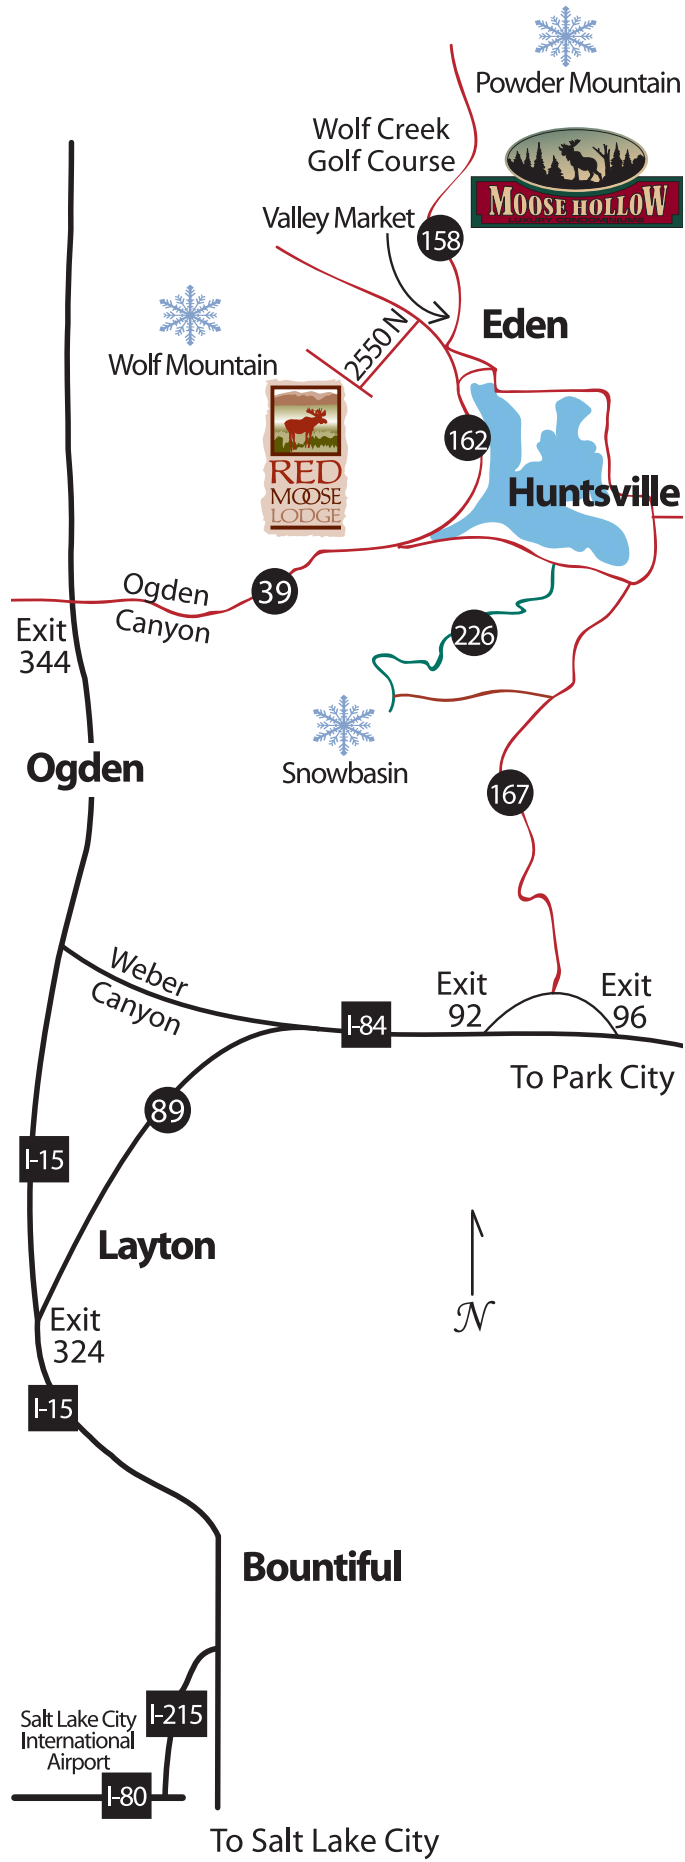 Powder Mountain
Wolf Creek
Golf Course
MOOSE HOLLOW
LUXURY CONDOMINIUMS
Valley Market
158
Eden
2550 N
Wolf Mountain
162
RED
MOOSE
LODGE
Huntsville
Ogden
Canyon
39
Exit
344
226
Snowbasin
Ogden
167
Weber
Canyon
Exit
92
Exit
96
I-84
To Park City
89
I-15
Layton
N
Exit
324
I-15
Bountiful
I-215
Salt Lake City
International
Airport
I-80
To Salt Lake City